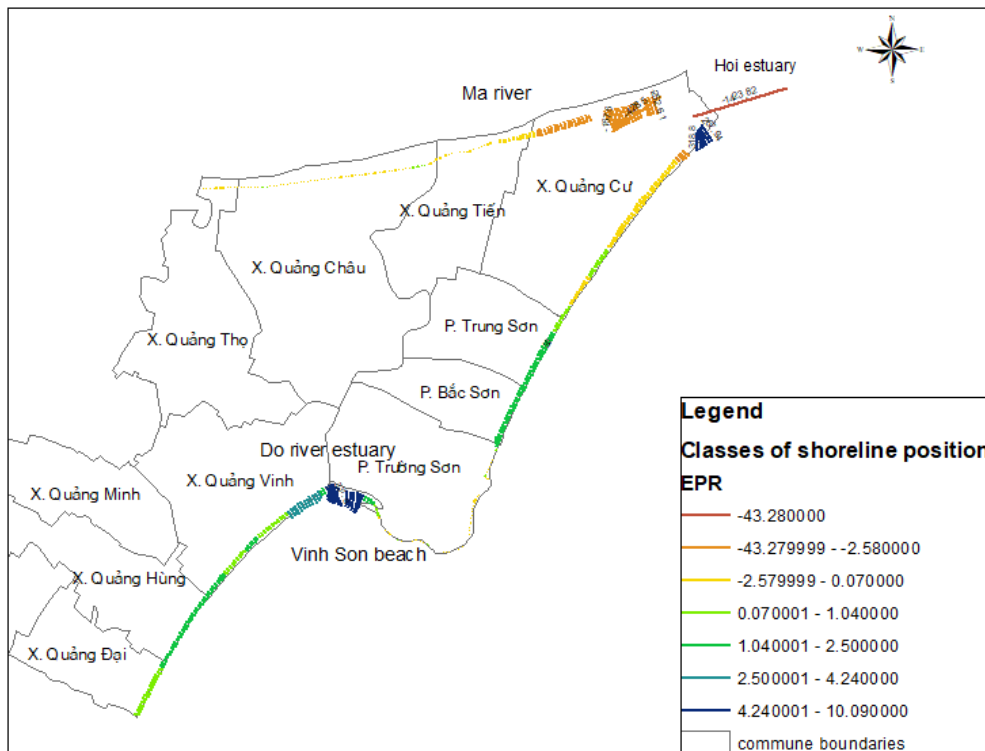 N
W
E
S
Hoi estuary
Ma river
X. Quảng Cư
X. Quảng Tiến
X. Quảng Châu
P. Trung Sơn
X. Quảng Thọ
P. Bắc Sơn
Do river estuary
P. Trường Sơn
X. Quảng Vinh
X. Quảng Minh
Vinh Son beach
X. Quảng Hùng
X. Quảng Đại
Legend
Classes of shoreline position
EPR
-43.280000
-43.279999 - -2.580000
-2.579999 - 0.070000
0.070001 - 1.040000
1.040001 - 2.500000
2.500001 - 4.240000
4.240001 - 10.090000
commune boundaries